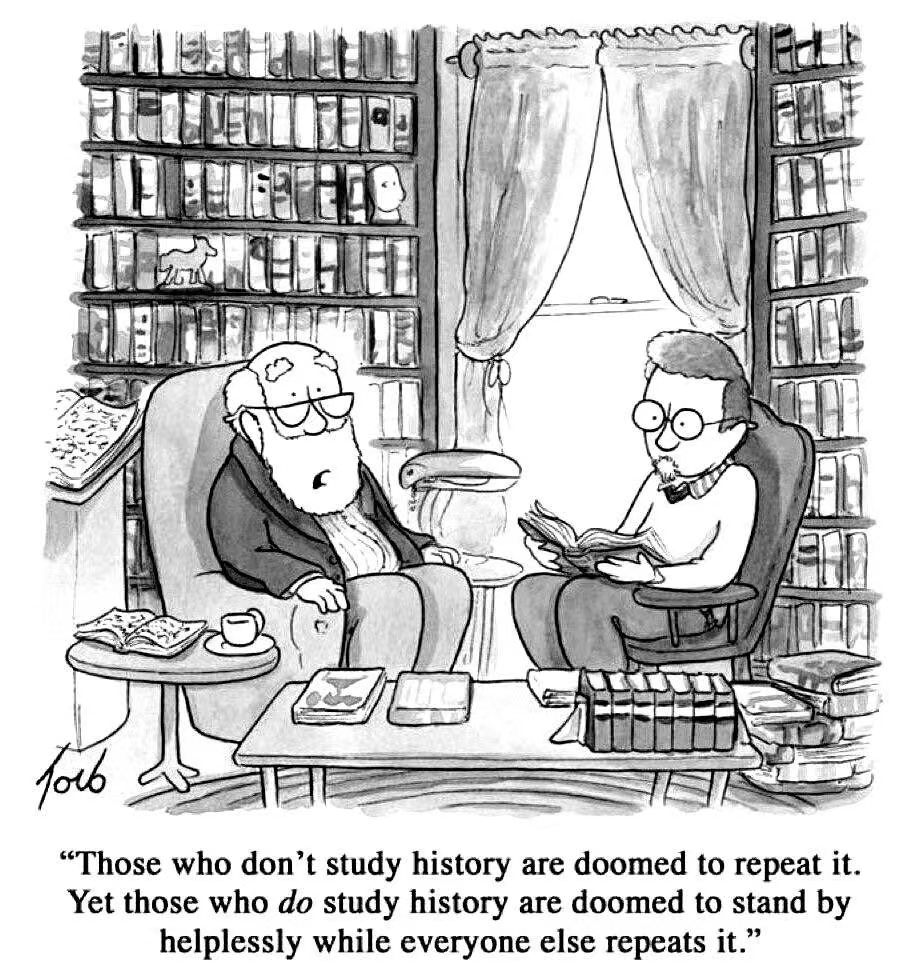 Toro
“Those who don’t study history are doomed to repeat it.
Yet those who do study history are doomed to stand by
helplessly while everyone else repeats it.”